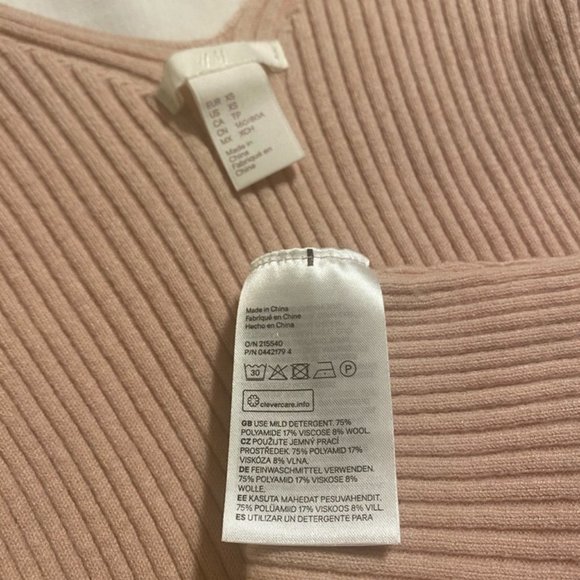 H&M
EUR XS
US XS
CA TP
CN 160/80A
MX XCH
Made in
China
Fabriqué en
Chine
Made in China
Fabriqué en Chine
Hecho en China
O/N 215540
P/N 0442179 4
30
P
clevercare.info
GB USE MILD DETERGENT. 75%
POLYAMIDE 17% VISCOSE 8% WOOL.
CZ POUŽIJTE JEMNÝ PRACÍ
PROSTŘEDEK. 75% POLYAMID 17%
VISKÓZA 8% VLNA.
DE FEINWASCHMITTEL VERWENDEN.
75% POLYAMID 17% VISKOSE 8%
WOLLE.
EE KASUTA MAHEDAT PESUVAHENDIT.
75% POLÜAMIID 17% VISKOOS 8% VILL.
ES UTILIZAR UN DETERGENTE PARA